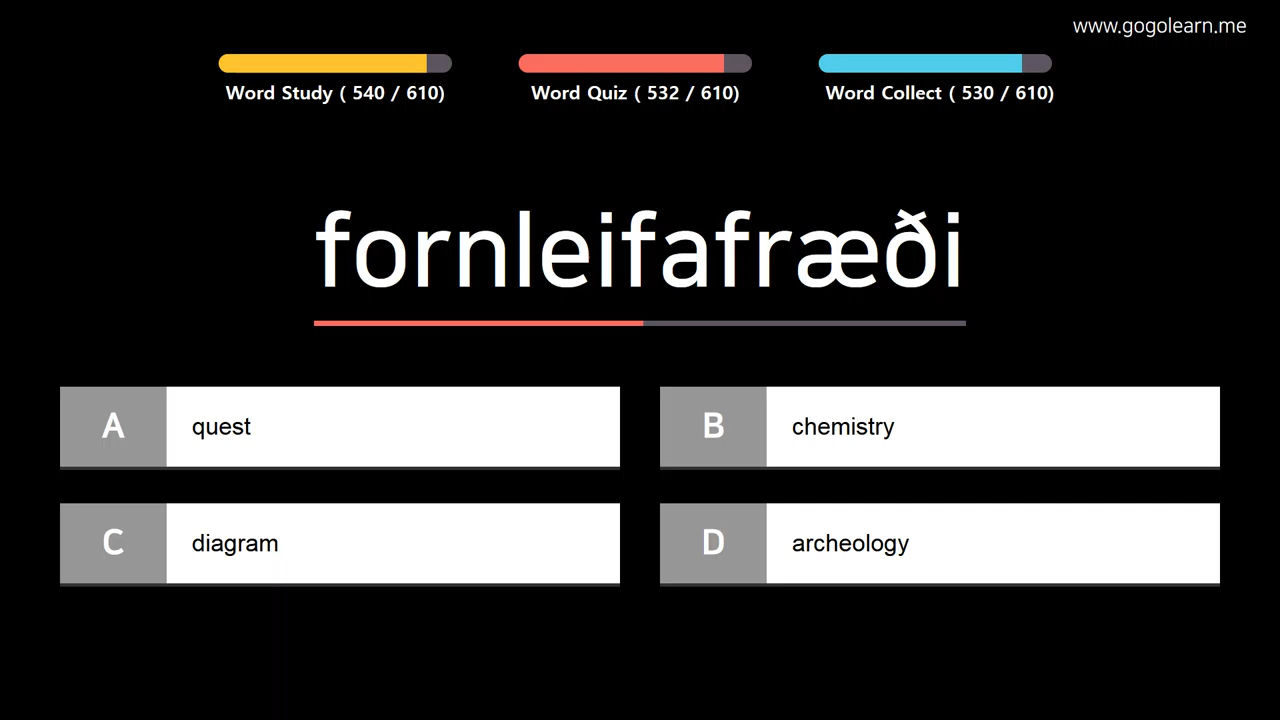 www.gogolearn.me
Word Study ( 540 / 610)
Word Quiz ( 532 / 610)
Word Collect ( 530 / 610)
fornleifafræði
A quest
B chemistry
C diagram
D archeology